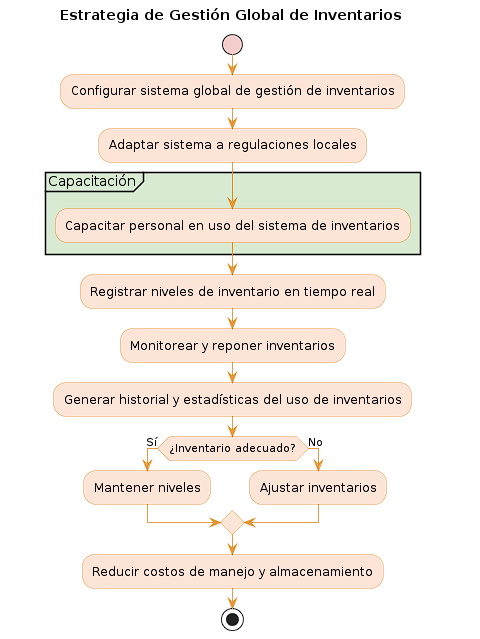 Estrategia de Gestión Global de Inventarios
Configurar sistema global de gestión de inventarios
Adaptar sistema a regulaciones locales
Capacitación
Capacitar personal en uso del sistema de inventarios
Registrar niveles de inventario en tiempo real
Monitorear y reponer inventarios
Generar historial y estadísticas del uso de inventarios
Sí
¿Inventario adecuado?
No
Mantener niveles
Ajustar inventarios
Reducir costos de manejo y almacenamiento